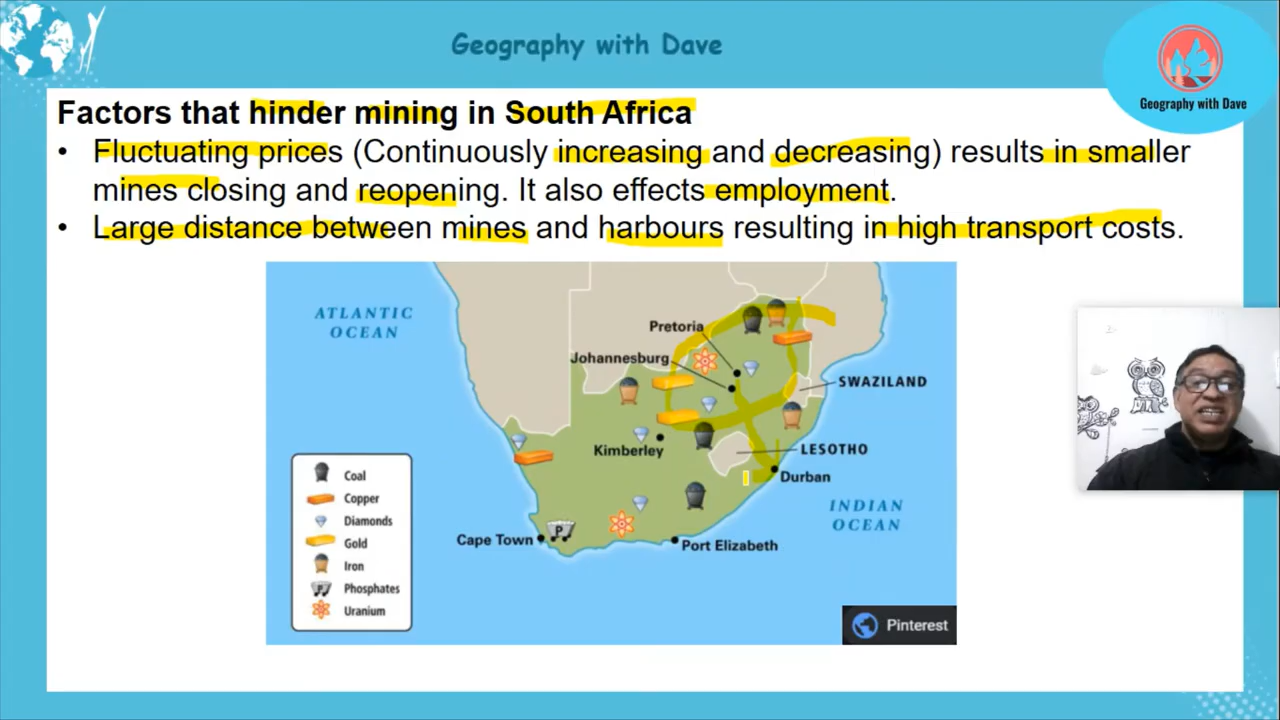 Geography with Dave
Geography with Dave
Factors that hinder mining in South Africa
• Fluctuating prices (Continuously increasing and decreasing) results in smaller
mines closing and reopening. It also effects employment.
• Large distance between mines and harbours resulting in high transport costs.
ATLANTIC
OCEAN
Pretoria
Johannesburg
SWAZILAND
Kimberley
LESOTHO
Durban
INDIAN
OCEAN
Cape Town
P
Port Elizabeth
Coal
Copper
Diamonds
Gold
Iron
P
Phosphates
Uranium
Pinterest